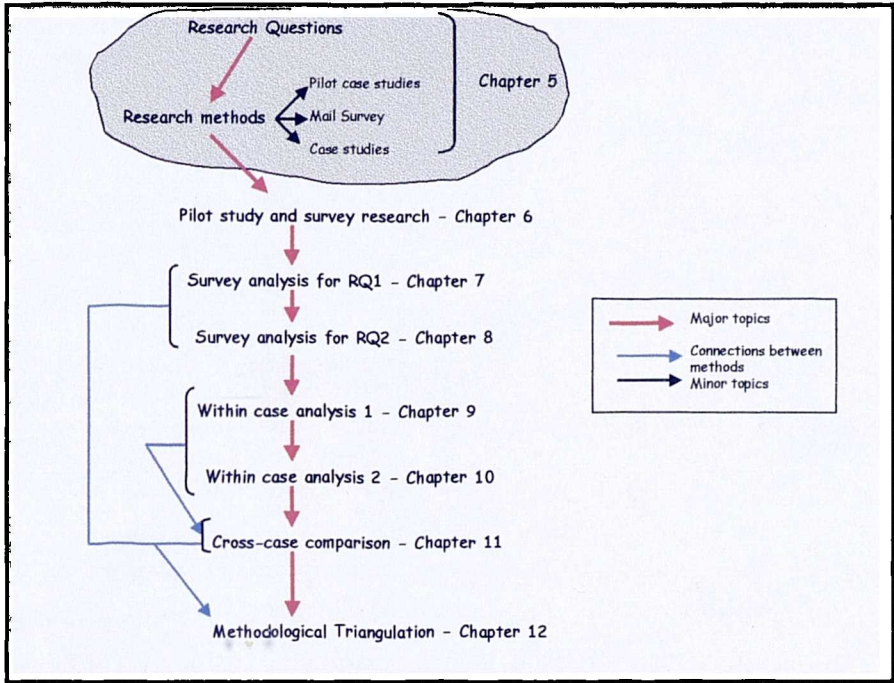 Research Questions
Pilot case studies
Chapter 5
Research methods
Mail Survey
Case studies
Pilot study and survey research - Chapter 6
Survey analysis for RQ1 - Chapter 7
Survey analysis for RQ2 - Chapter 8
Within case analysis 1 - Chapter 9
Within case analysis 2 - Chapter 10
Cross-case comparison - Chapter 11
Methodological Triangulation - Chapter 12
Major topics
Connections between
methods
Minor topics